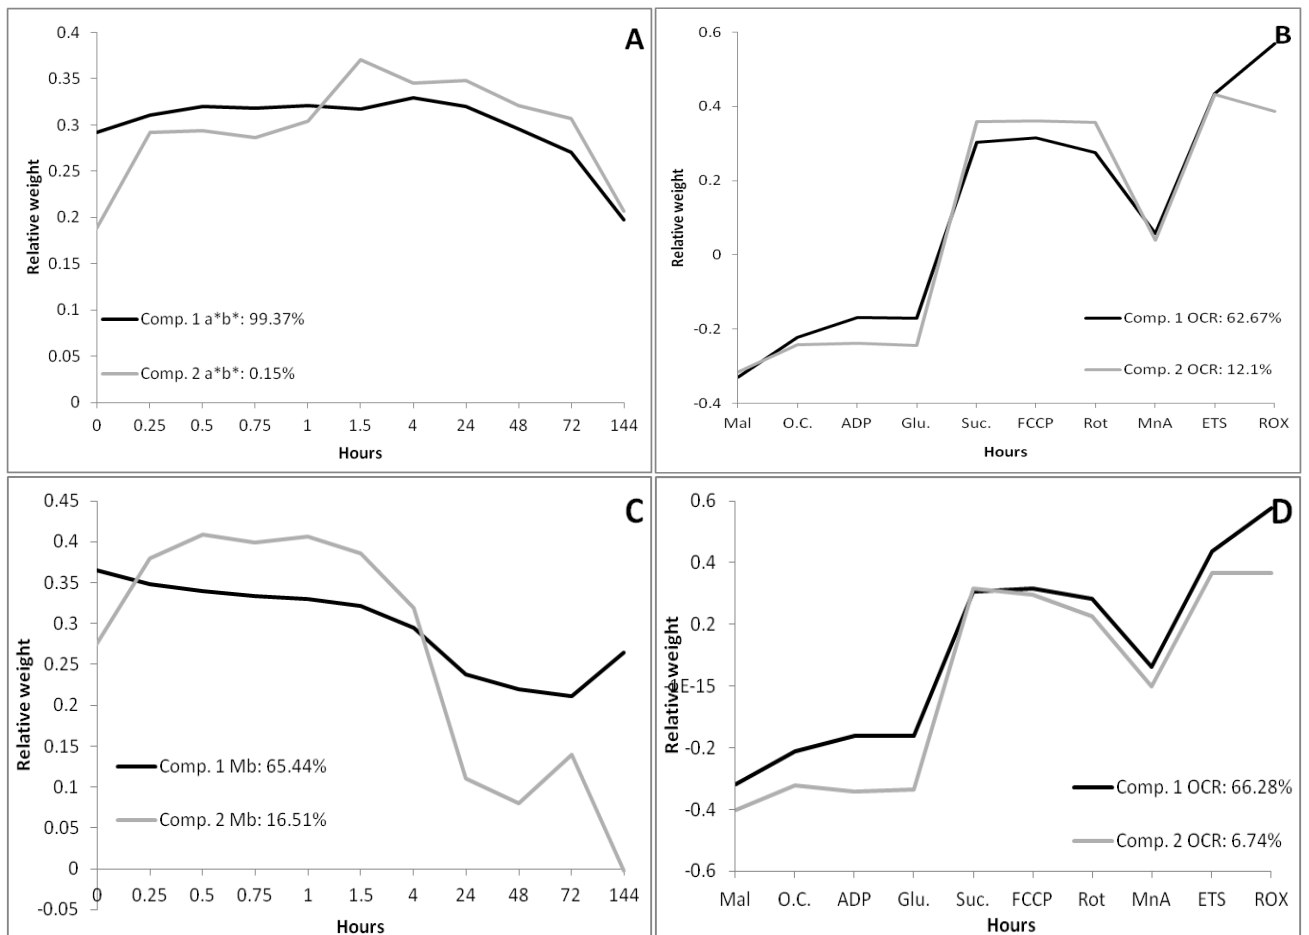 A
0.4
0.35
0.3
0.25
0.2
0.15
0.1
0.05
0
Relative weight
Comp. 1 a*b*: 99.37%
Comp. 2 a*b*: 0.15%
0 0.25 0.5 0.75 1 1.5 4 24 48 72 144
Hours
B
0.6
0.4
0.2
0
-0.2
-0.4
Relative weight
Comp. 1 OCR: 62.67%
Comp. 2 OCR: 12.1%
Mal O.C. ADP Glu. Suc. FCCP Rot MnA ETS ROX
Hours
C
0.45
0.4
0.35
0.3
0.25
0.2
0.15
0.1
0.05
0
-0.05
Relative weight
Comp. 1 Mb: 65.44%
Comp. 2 Mb: 16.51%
0 0.25 0.5 0.75 1 1.5 4 24 48 72 144
Hours
D
0.6
0.4
0.2
-1E-15
-0.2
-0.4
-0.6
Relative weight
Comp. 1 OCR: 66.28%
Comp. 2 OCR: 6.74%
Mal O.C. ADP Glu. Suc. FCCP Rot MnA ETS ROX
Hours